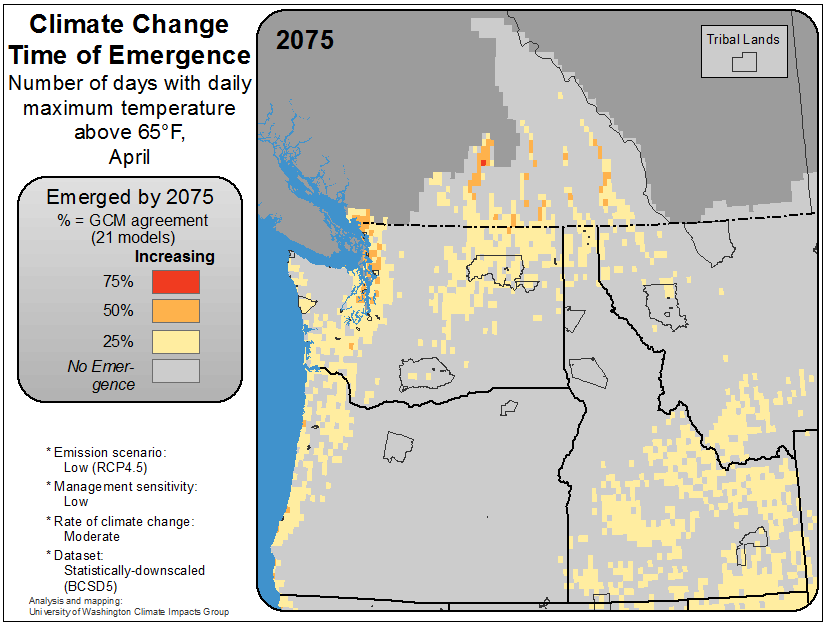 Climate Change
Time of Emergence
Number of days with daily
maximum temperature
above 65°F,
April
Emerged by 2075
% = GCM agreement
(21 models)
Increasing
75%
50%
25%
No Emer-
gence
* Emission scenario:
Low (RCP4.5)
* Management sensitivity:
Low
* Rate of climate change:
Moderate
* Dataset:
Statistically-downscaled
(BCSD5)
Analysis and mapping:
University of Washington Climate Impacts Group
2075
Tribal Lands